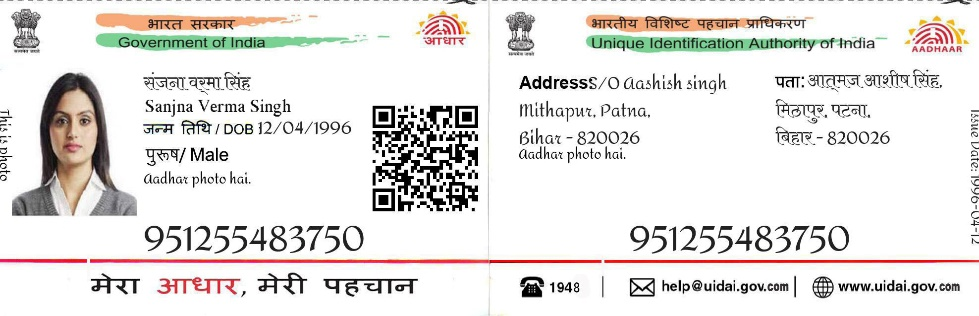 भारत सरकार
Government of India
आधार
संजना वर्मा सिंह
Sanjna Verma Singh
जन्म तिथि / DOB 12/04/1996
पुरूष/ Male
Aadhar photo hai.
This is photo
951255483750
मेरा आधार, मेरी पहचान
भारतीय विशिष्ट पहचान प्राधिकरण
Unique Identification Authority of India
AADHAAR
Address:S/O Aashish singh
Mithapur, Patna,
Bihar - 820026
Aadhar photo hai.
पता: आत्मज आशीष सिंह,
मिठापुर, पटना,
बिहार - 820026
Issue Date: 1996-04-12
951255483750
1948
help@uidai.gov.com
www.uidai.gov.com